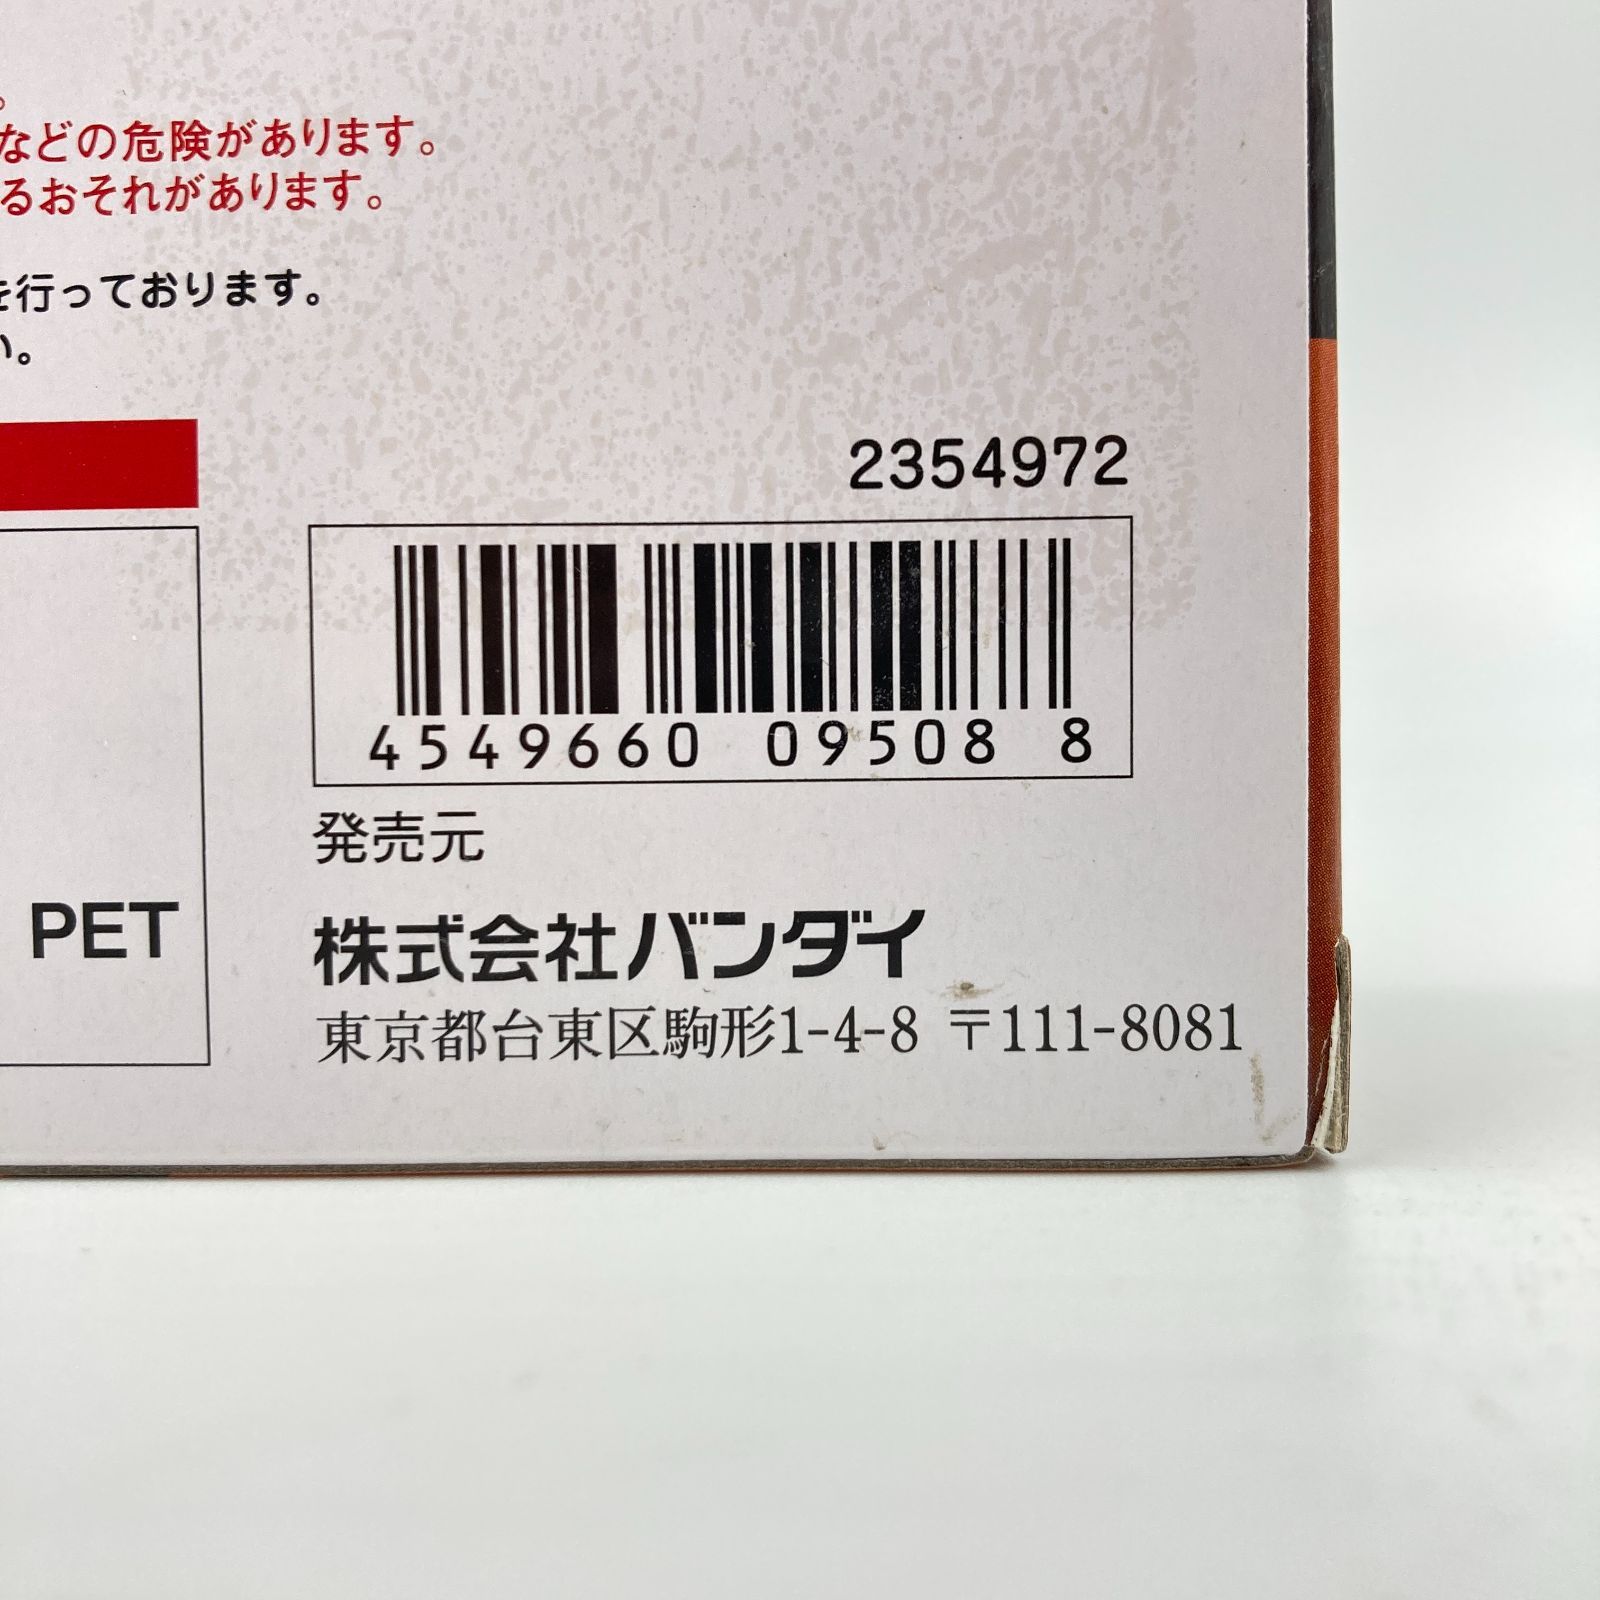 。
などの危険があります。
るおそれがあります。
を行っております。
い。
2354972
4549660 09508 8
発売元
PET
株式会社バンダイ
東京都台東区駒形1-4-8 〒111-8081